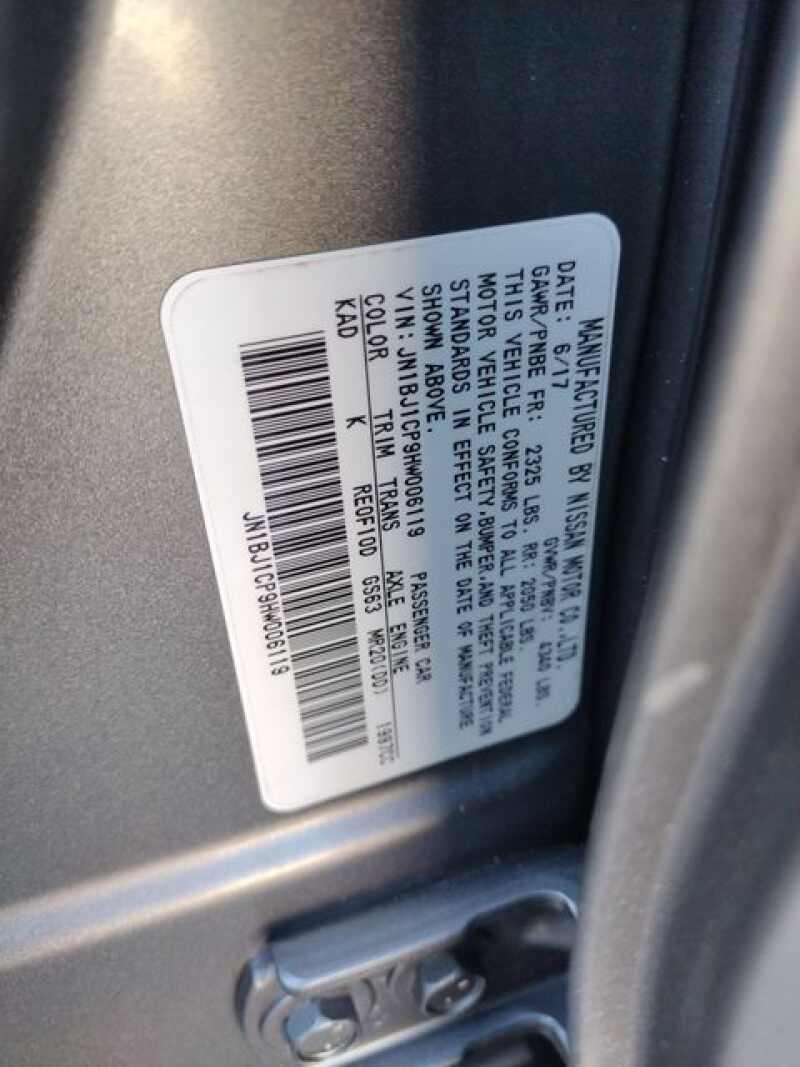 MANUFACTURED BY NISSAN MOTOR CO.,LTD.
DATE: 6/17 GVWR/PNBV: 4340 LBS.
GAWR/PNBE FR: 2325 LBS. RR: 2050 LBS.
THIS VEHICLE CONFORMS TO ALL APPLICABLE FEDERAL
MOTOR VEHICLE SAFETY,BUMPER,AND THEFT PREVENTION
STANDARDS IN EFFECT ON THE DATE OF MANUFACTURE
SHOWN ABOVE.
VIN:JN1BJ1CP9HW006119 PASSENGER CAR
COLOR TRIM TRANS AXLE ENGINE
KAD K RE0F10D GS63 MR20(DD) 1997CC
JN1BJ1CP9HW006119